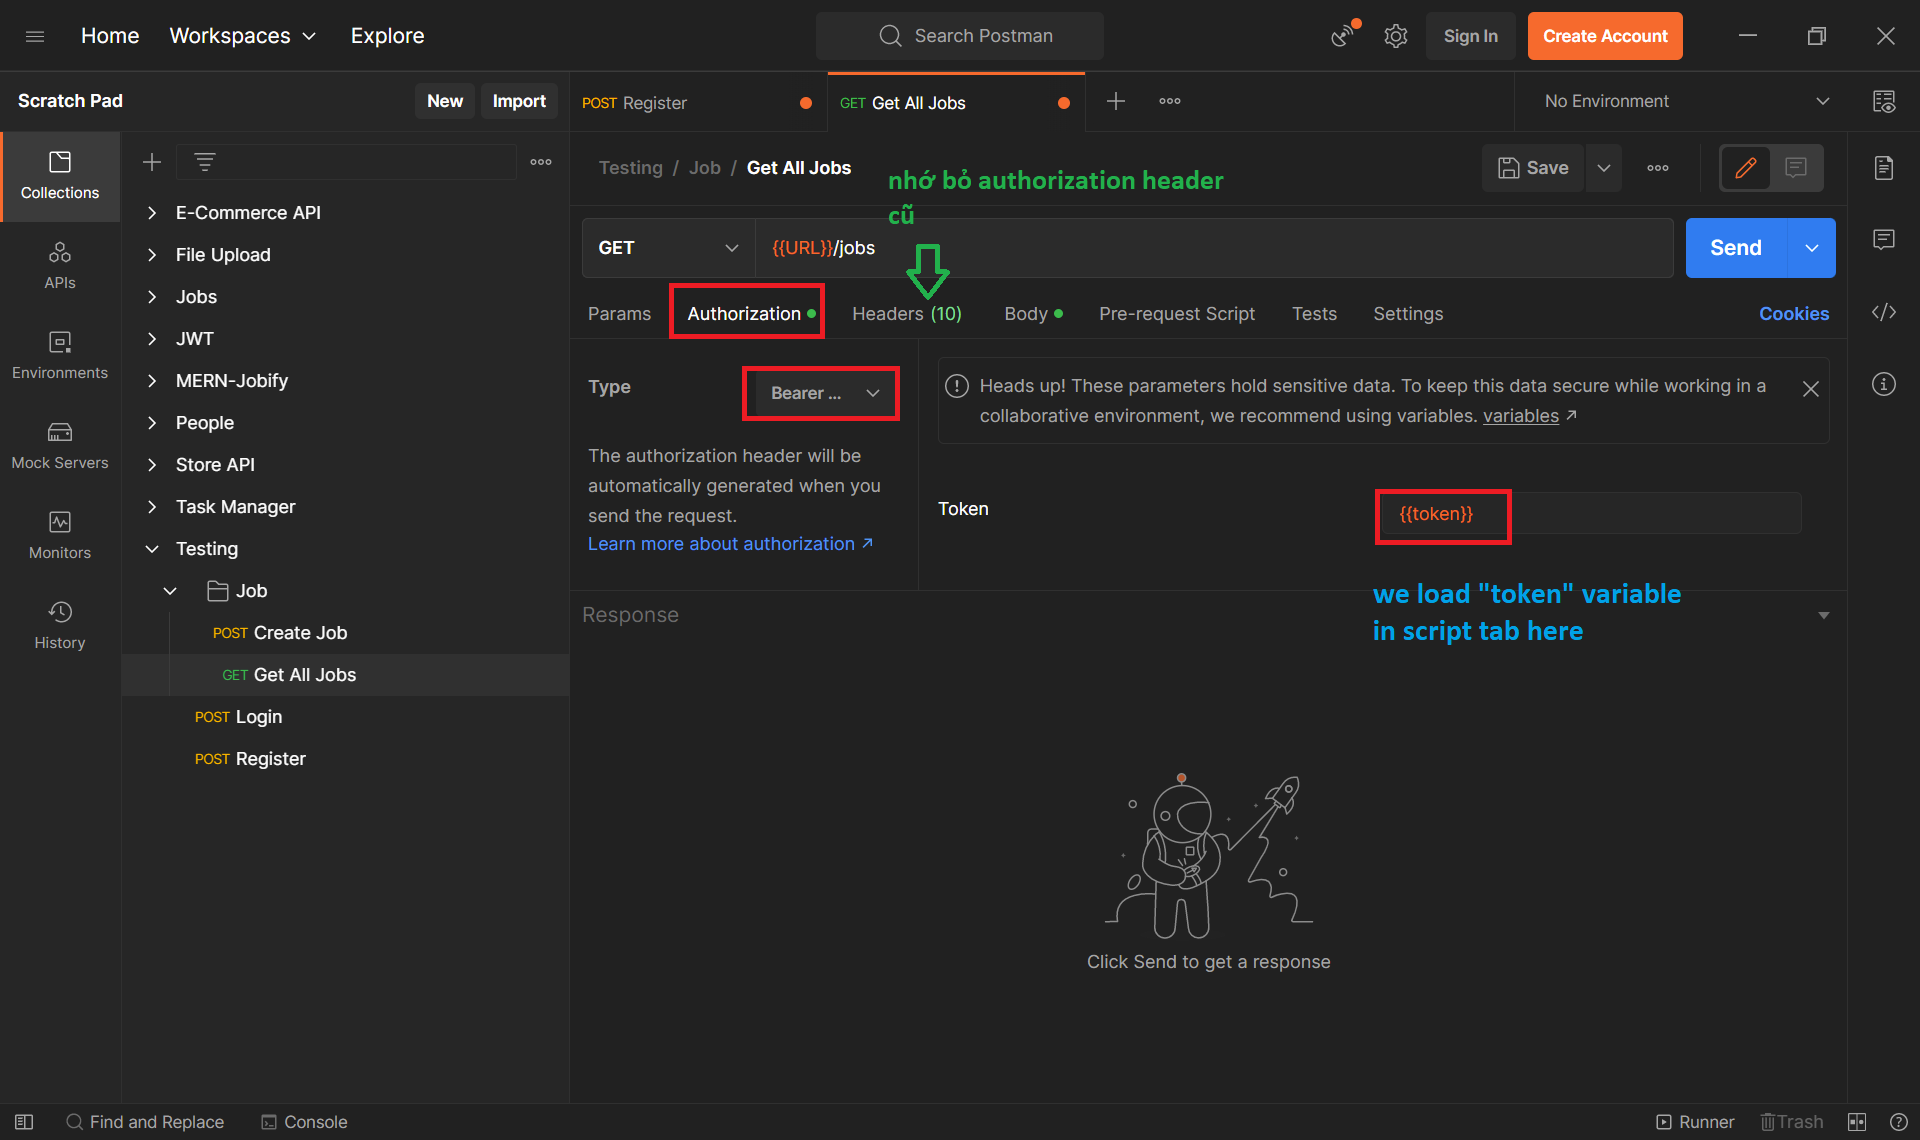 Home Workspaces Explore
Search Postman
Sign In
Create Account
Scratch Pad
New
Import
POST Register
GET Get All Jobs
No Environment
Collections
APIs
Environments
Mock Servers
Monitors
History
E-Commerce API
File Upload
Jobs
JWT
MERN-Jobify
People
Store API
Task Manager
Testing
Job
POST Create Job
GET Get All Jobs
POST Login
POST Register
Testing / Job / Get All Jobs
Save
nhớ bỏ authorization header
cũ
GET
{{URL}}/jobs
Send
Params Authorization Headers (10) Body Pre-request Script Tests Settings
Cookies
Type
Bearer ...
The authorization header will be
automatically generated when you
send the request.
Learn more about authorization ↗
Heads up! These parameters hold sensitive data. To keep this data secure while working in a
collaborative environment, we recommend using variables. variables ↗
Token
{{token}}
we load "token" variable
in script tab here
Response
Click Send to get a response
Find and Replace
Console
Runner
Trash